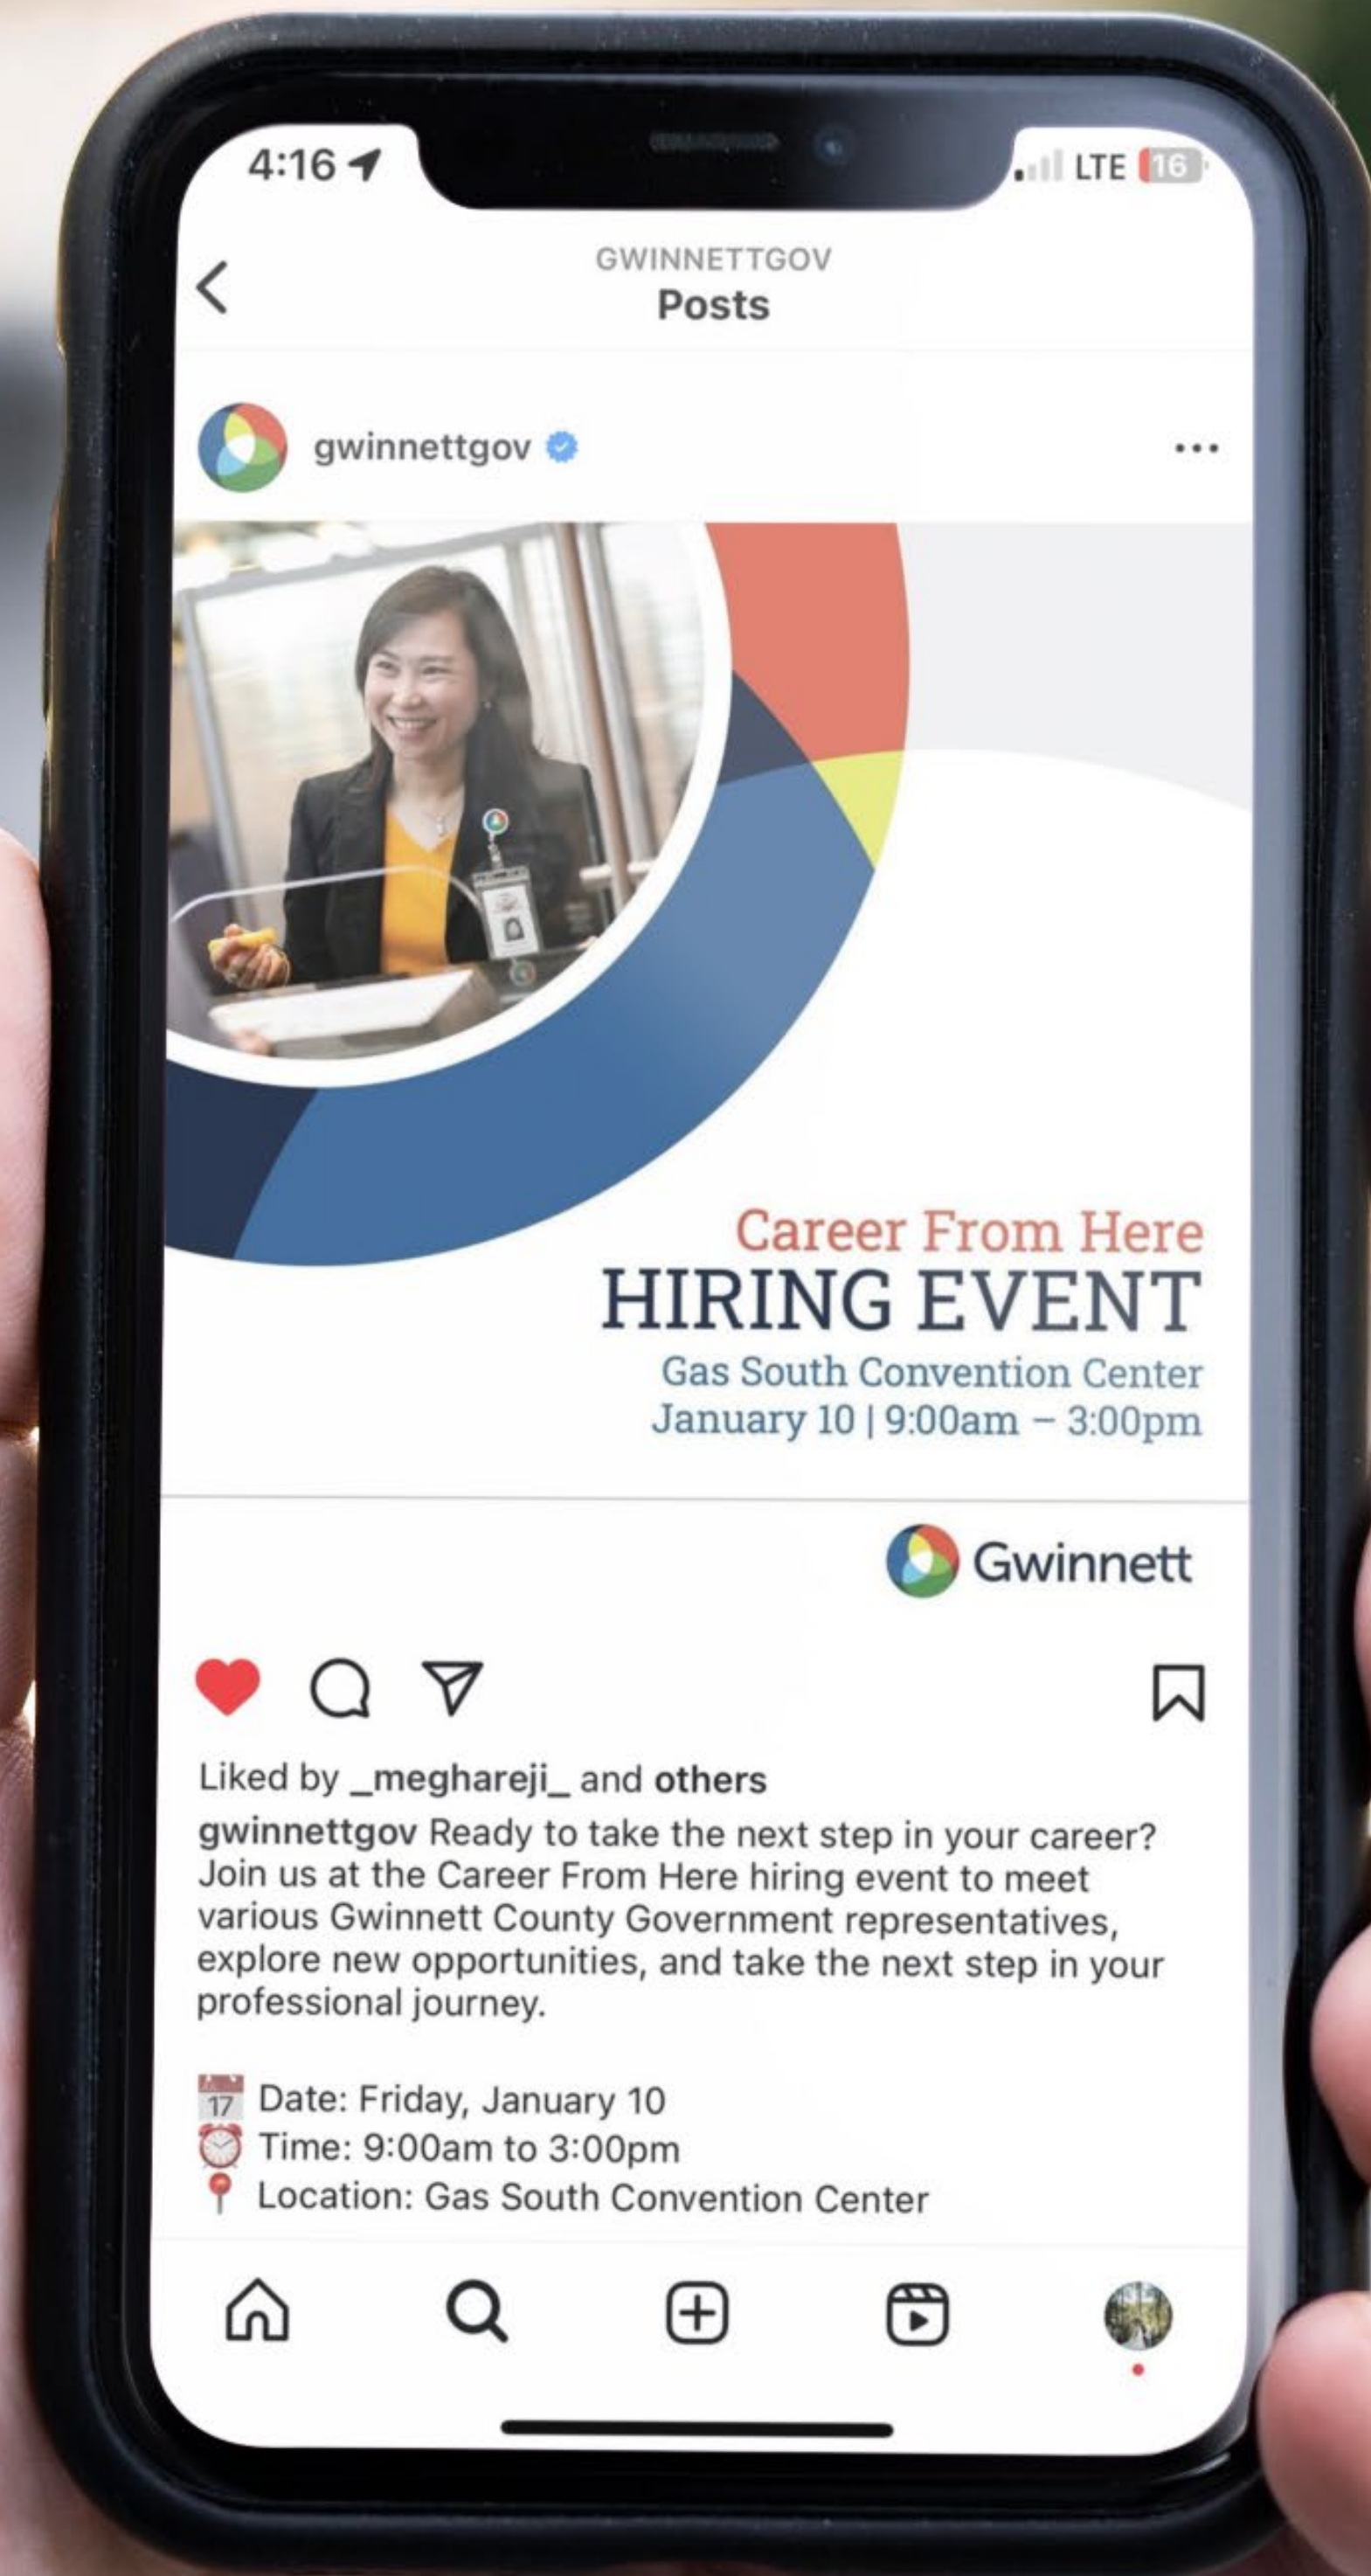 4:16
LTE 16
GWINNETTGOV
Posts
gwinnettgov
Career From Here
HIRING EVENT
Gas South Convention Center
January 10 | 9:00am – 3:00pm
Gwinnett
Liked by _meghareji_ and others
gwinnettgov Ready to take the next step in your career?
Join us at the Career From Here hiring event to meet
various Gwinnett County Government representatives,
explore new opportunities, and take the next step in your
professional journey.
17 Date: Friday, January 10
Time: 9:00am to 3:00pm
Location: Gas South Convention Center